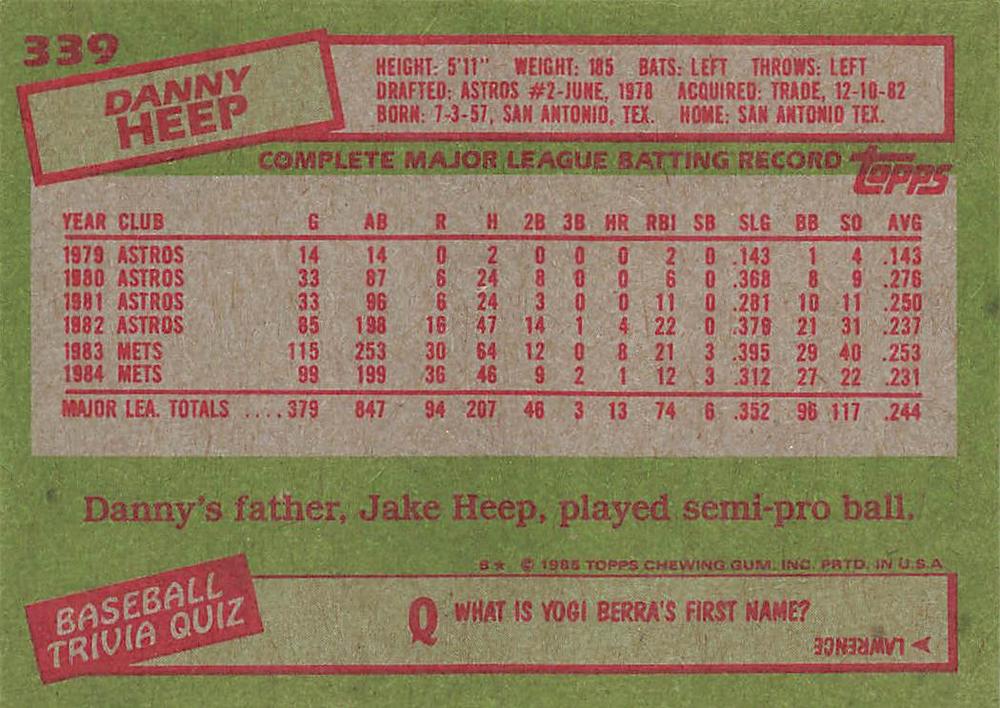 339
DANNY
HEEP
HEIGHT: 5'11" WEIGHT: 185 BATS: LEFT THROWS: LEFT
DRAFTED: ASTROS #2-JUNE, 1978 ACQUIRED: TRADE, 12-10-82
BORN: 7-3-57, SAN ANTONIO, TEX. HOME: SAN ANTONIO TEX.
COMPLETE MAJOR LEAGUE BATTING RECORD topps
YEAR CLUB G AB R H 2B 3B HR RBI SB SLG BB SO AVG
1979 ASTROS 14 14 0 2 0 0 0 2 0 .143 1 4 .143
1980 ASTROS 33 87 6 24 8 0 0 6 0 .368 8 9 .276
1981 ASTROS 33 96 6 24 3 0 0 11 0 .281 10 11 .250
1982 ASTROS 85 198 16 47 14 1 4 22 0 .379 21 31 .237
1983 METS 115 253 30 64 12 0 8 21 3 .395 29 40 .253
1984 METS 99 199 36 46 9 2 1 12 3 .312 27 22 .231
MAJOR LEA. TOTALS ....379 847 94 207 46 3 13 74 6 .352 96 117 .244
Danny's father, Jake Heep, played semi-pro ball.
B★ © 1985 TOPPS CHEWING GUM, INC. PRTD. IN U.S.A
BASEBALL
TRIVIA QUIZ
Q WHAT IS YOGI BERRA'S FIRST NAME?
LAWRENCE